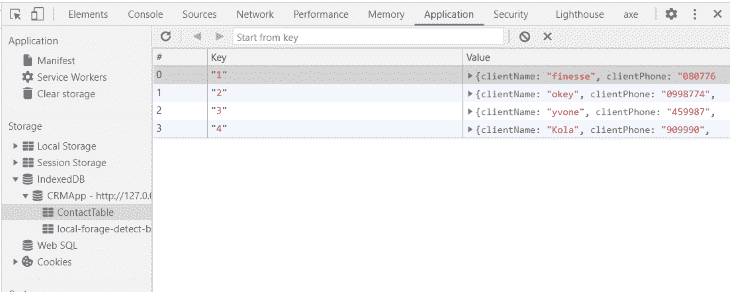 Elements Console Sources Network Performance Memory Application Security Lighthouse axe
Application
Manifest
Service Workers
Clear storage
Storage
Local Storage
Session Storage
IndexedDB
CRMApp - http://127.0.0
ContactTable
local-forage-detect-b
Web SQL
Cookies
Start from key
# Key Value
0 "1" {clientName: "finesse", clientPhone: "080776
1 "2" {clientName: "okey", clientPhone: "0998774",
2 "3" {clientName: "yvone", clientPhone: "459987",
3 "4" {clientName: "Kola", clientPhone: "909990",